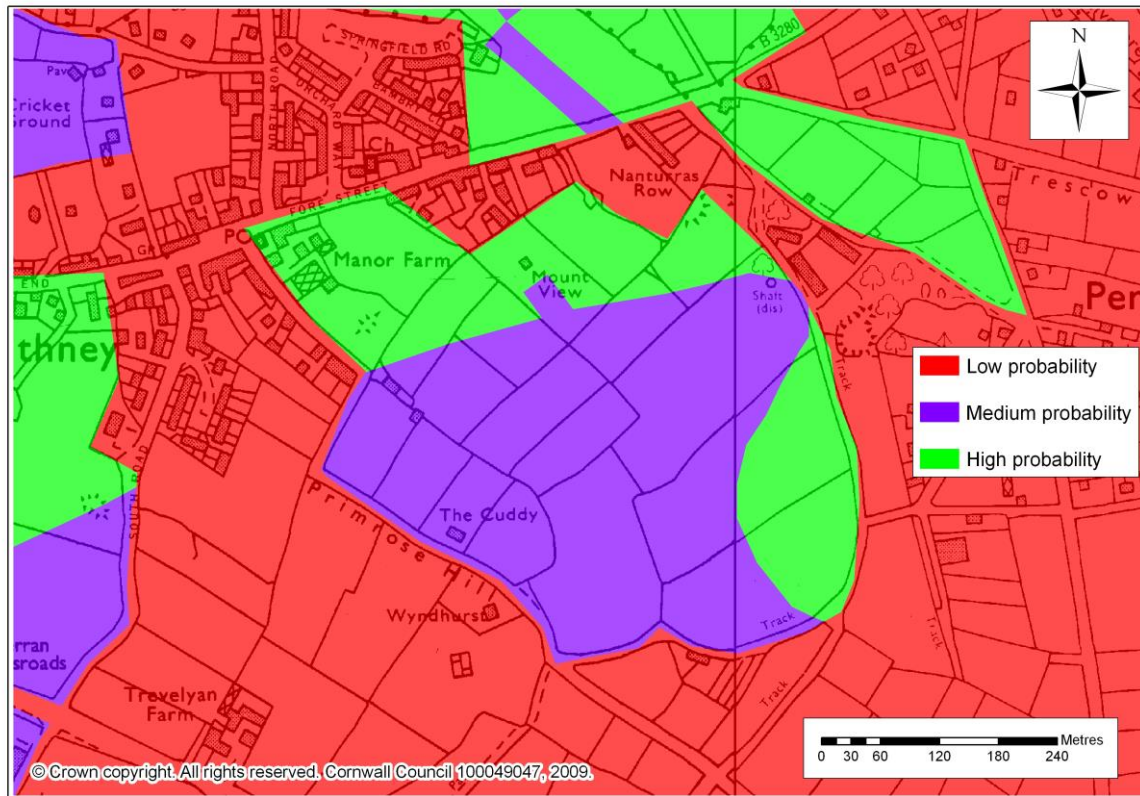 N
SPRINGFIELD RD
B 3280
NORTH ROAD
Pav
Cricket
Ground
Ch
Nanturras
Row
Trescow
FORE STREET
PC
Manor Farm
Mount
View
Shaft
(dis)
Per
END
thney
Track
Low probability
Medium probability
High probability
SOUTH ROAD
The Cuddy
Primrose Hill
Wyndhurst
Track
Track
rran
sroads
Trevelyan
Farm
Track
Metres
0 30 60 120 180 240
© Crown copyright. All rights reserved. Cornwall Council 100049047, 2009.